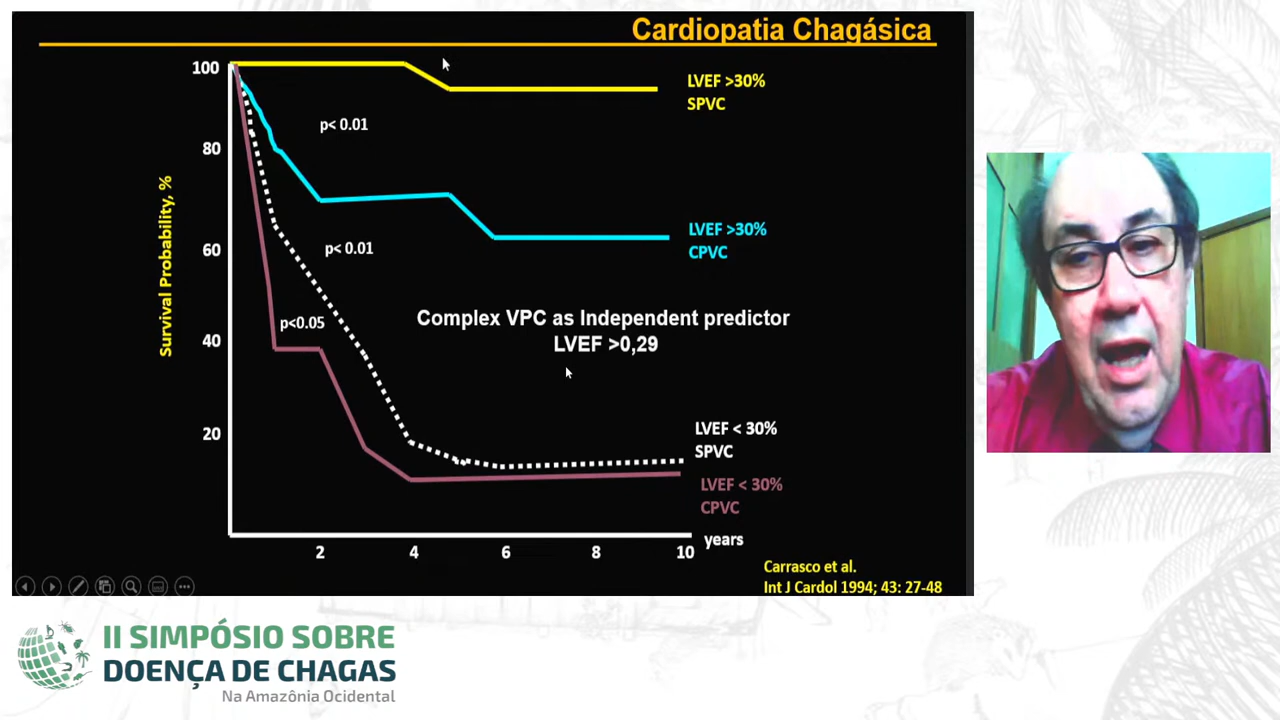 Cardiopatia Chagásica
100
80
60
40
20
Survival Probability, %
LVEF >30%
SPVC
p< 0.01
LVEF >30%
CPVC
p< 0.01
p<0.05
Complex VPC as Independent predictor
LVEF >0,29
LVEF < 30%
SPVC
LVEF < 30%
CPVC
2 4 6 8 10 years
Carrasco et al.
Int J Cardol 1994; 43: 27-48
II SIMPÓSIO SOBRE
DOENÇA DE CHAGAS
Na Amazônia Ocidental